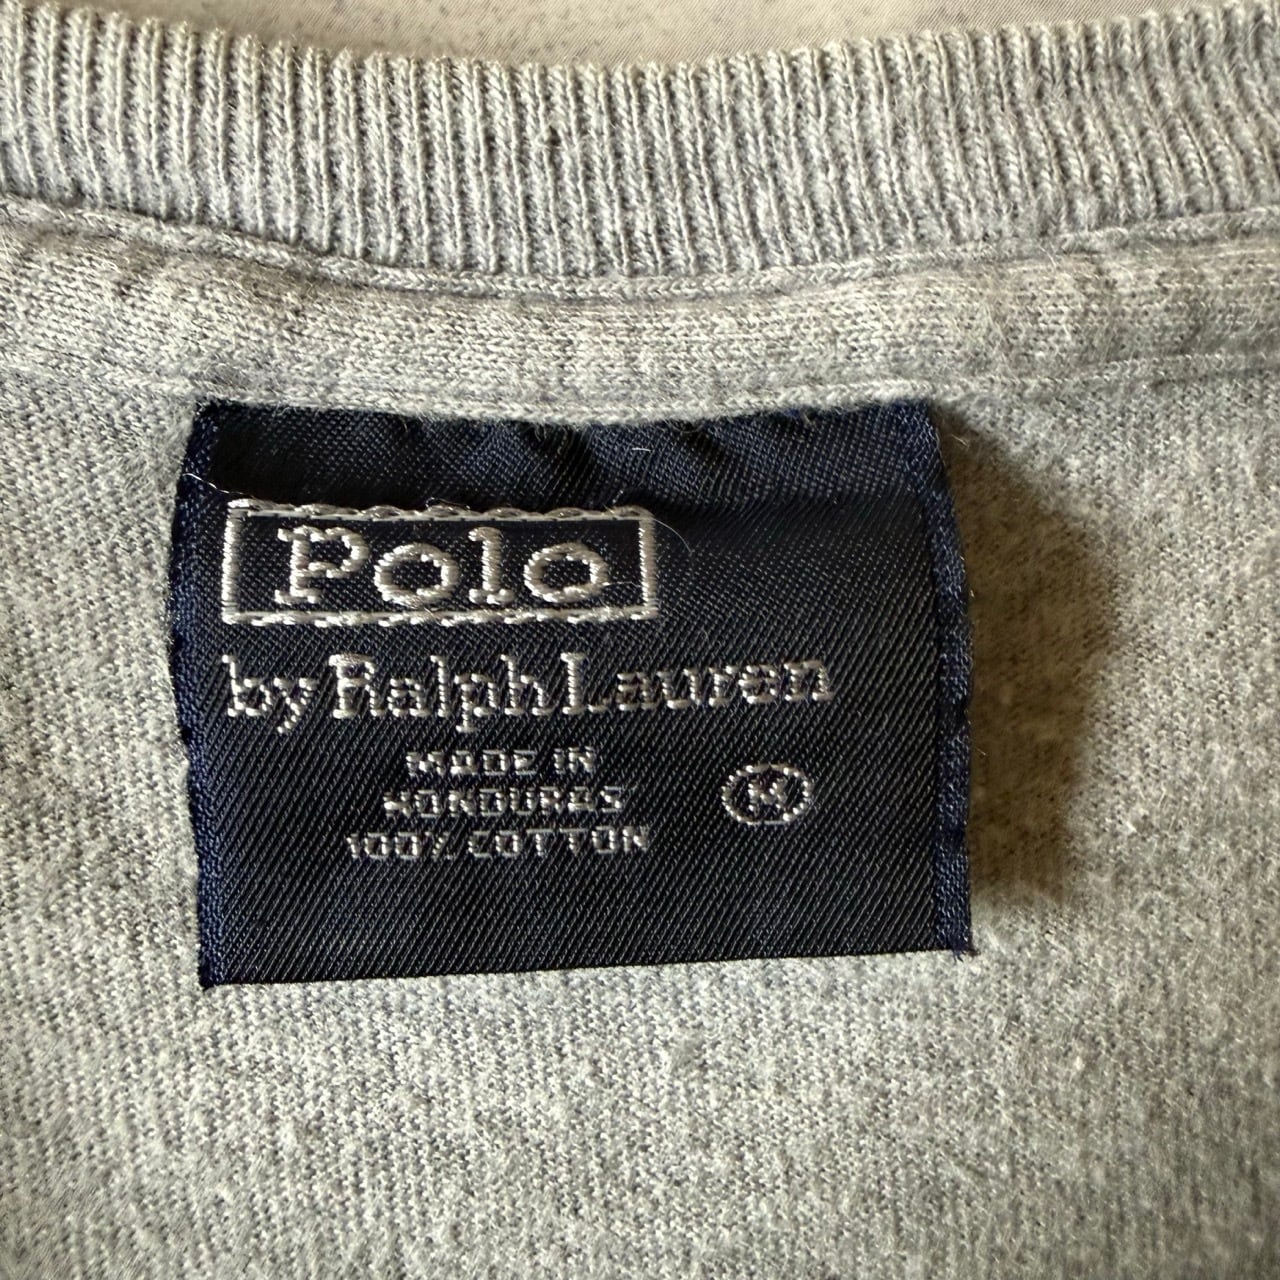 Polo
by Ralph Lauren
MADE IN
HONDURAS
100% COTTON
M